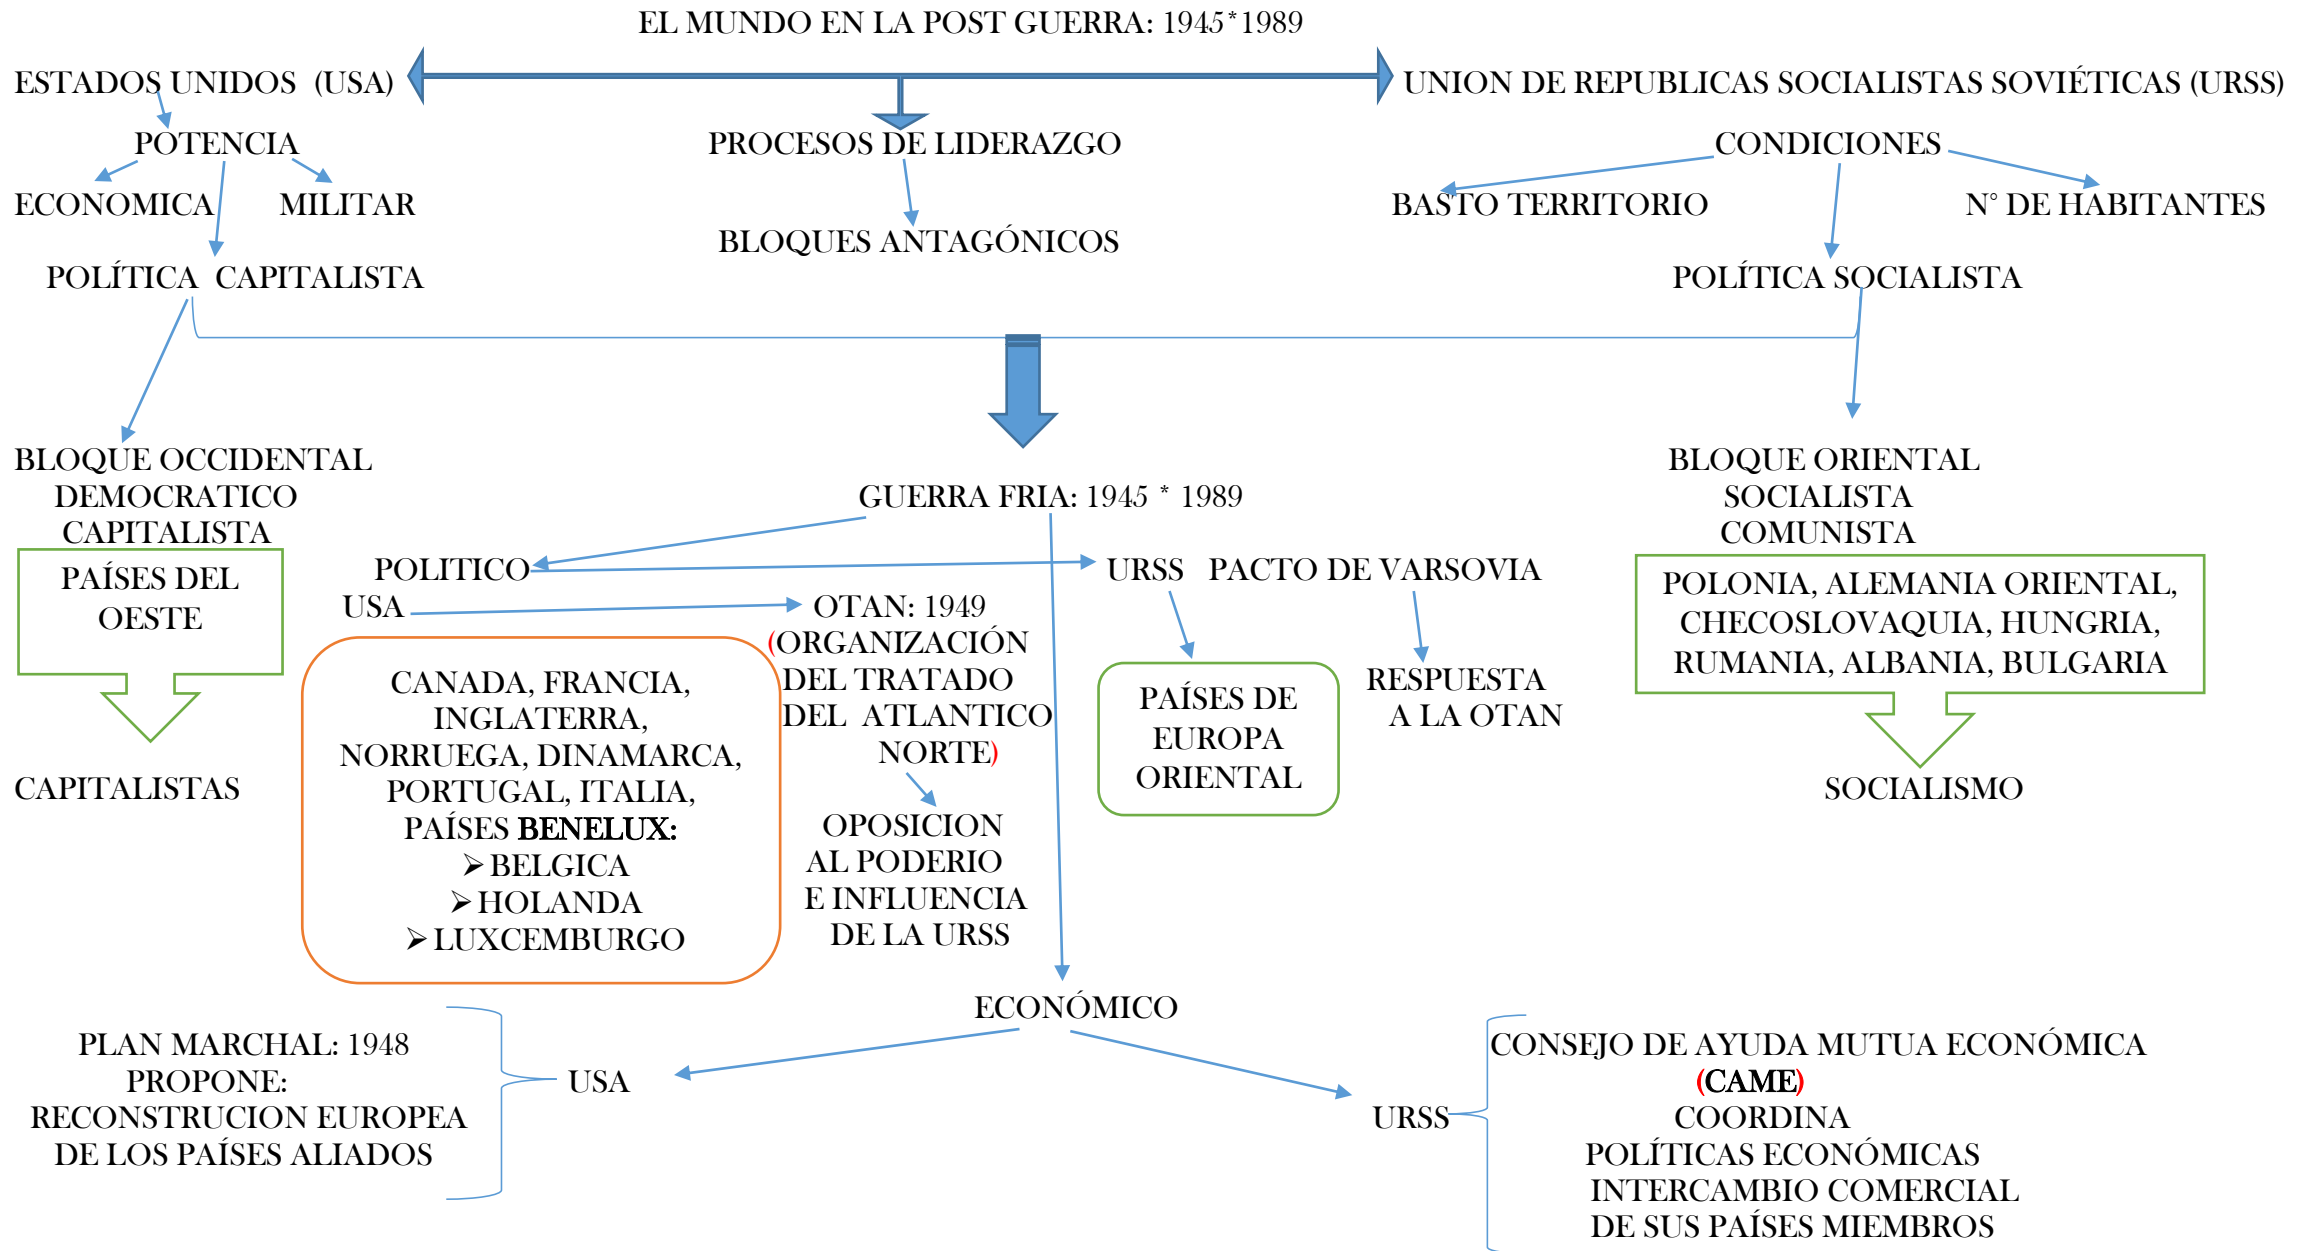 EL MUNDO EN LA POST GUERRA: 1945*1989
ESTADOS UNIDOS (USA)
UNION DE REPUBLICAS SOCIALISTAS SOVIÉTICAS (URSS)
POTENCIA
PROCESOS DE LIDERAZGO
CONDICIONES
ECONOMICA
MILITAR
BASTO TERRITORIO
N° DE HABITANTES
BLOQUES ANTAGÓNICOS
POLÍTICA CAPITALISTA
POLÍTICA SOCIALISTA
BLOQUE OCCIDENTAL
DEMOCRATICO
CAPITALISTA
PAÍSES DEL
OESTE
CAPITALISTAS
GUERRA FRIA: 1945 * 1989
POLITICO
URSS PACTO DE VARSOVIA
USA
OTAN: 1949
(ORGANIZACIÓN
DEL TRATADO
DEL ATLANTICO
NORTE)
OPOSICION
AL PODERIO
E INFLUENCIA
DE LA URSS
CANADA, FRANCIA,
INGLATERRA,
NORRUEGA, DINAMARCA,
PORTUGAL, ITALIA,
PAÍSES BENELUX:
➢ BELGICA
➢ HOLANDA
➢ LUXCEMBURGO
PAÍSES DE
EUROPA
ORIENTAL
RESPUESTA
A LA OTAN
BLOQUE ORIENTAL
SOCIALISTA
COMUNISTA
POLONIA, ALEMANIA ORIENTAL,
CHECOSLOVAQUIA, HUNGRIA,
RUMANIA, ALBANIA, BULGARIA
SOCIALISMO
ECONÓMICO
PLAN MARCHAL: 1948
PROPONE:
RECONSTRUCION EUROPEA
DE LOS PAÍSES ALIADOS
USA
URSS
CONSEJO DE AYUDA MUTUA ECONÓMICA
(CAME)
COORDINA
POLÍTICAS ECONÓMICAS
INTERCAMBIO COMERCIAL
DE SUS PAÍSES MIEMBROS